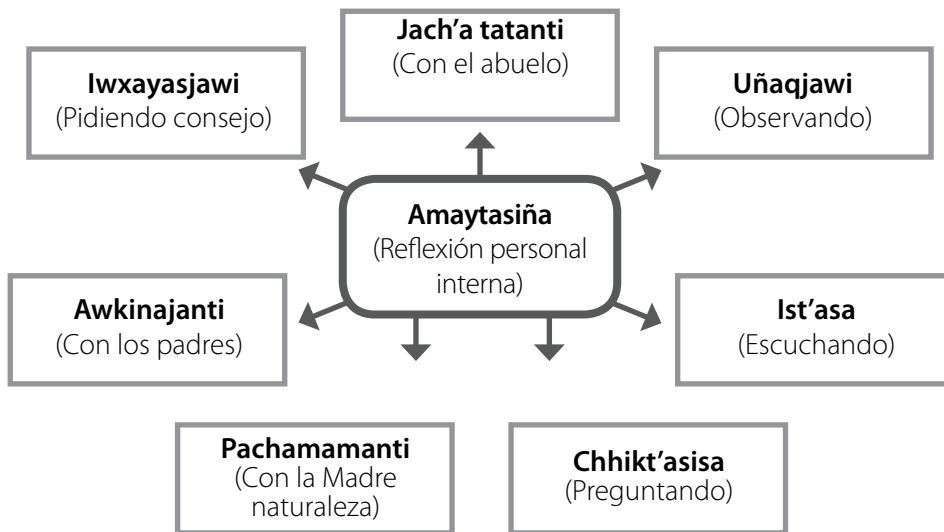 Jach'a tatanti
(Con el abuelo)
Iwxayasjawi
(Pidiendo consejo)
Uñaqjawi
(Observando)
Amaytasiña
(Reflexión personal
interna)
Awkinajanti
(Con los padres)
Ist'asa
(Escuchando)
Pachamamanti
(Con la Madre
naturaleza)
Chhikt'asisa
(Preguntando)